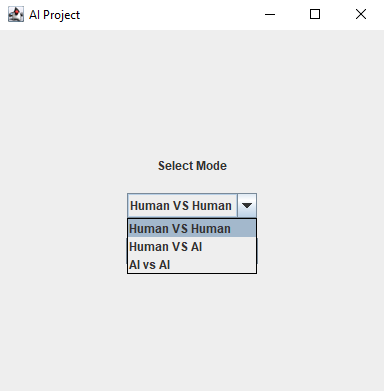 AI Project
Select Mode
Human VS Human
Human VS Human
Human VS AI
AI vs AI